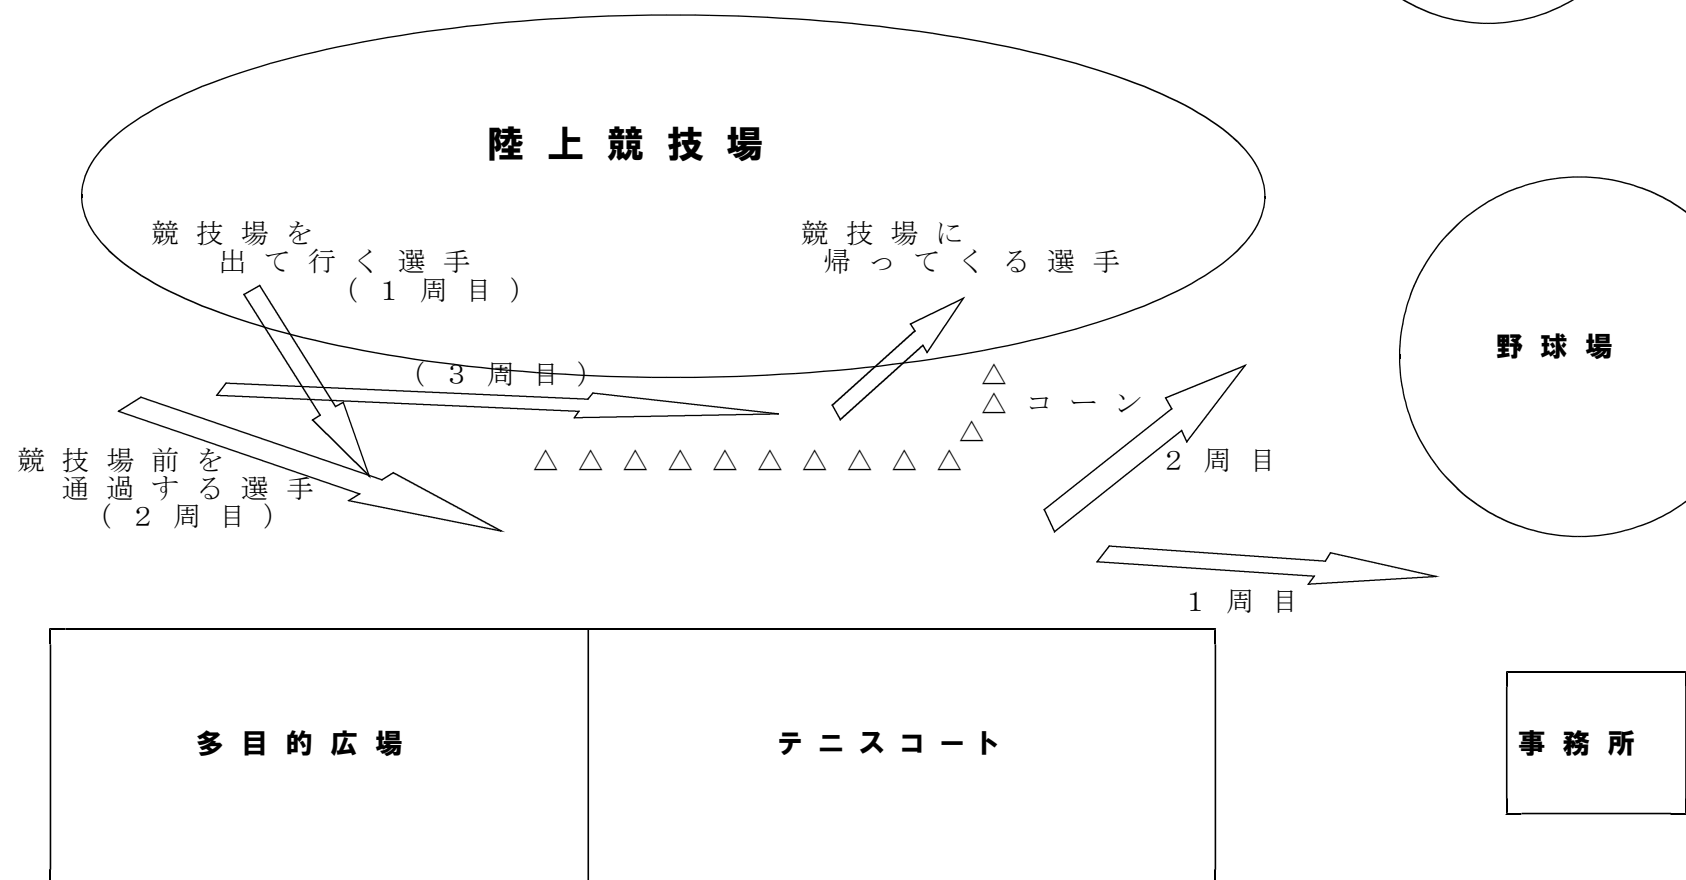 陸上競技場
競技場を
出て行く選手
(1周目)
競技場に
帰ってくる選手
野球場
(3周目)
△
△コーン
△
競技場前を
通過する選手
(2周目)
△△△△△△△△△△
2周目
1周目
多目的広場
テニスコート
事務所